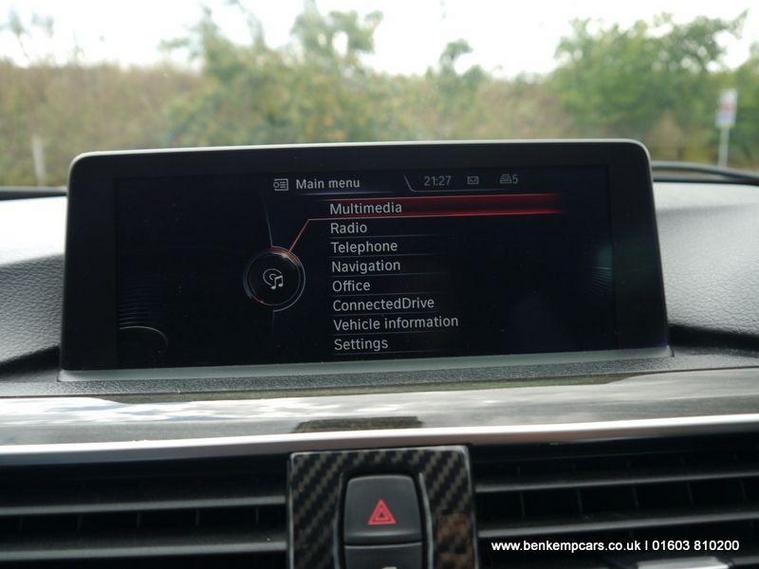 Main menu 21:27 5
Multimedia
Radio
Telephone
Navigation
Office
ConnectedDrive
Vehicle information
Settings
www.benkempcars.co.uk | 01603 810200